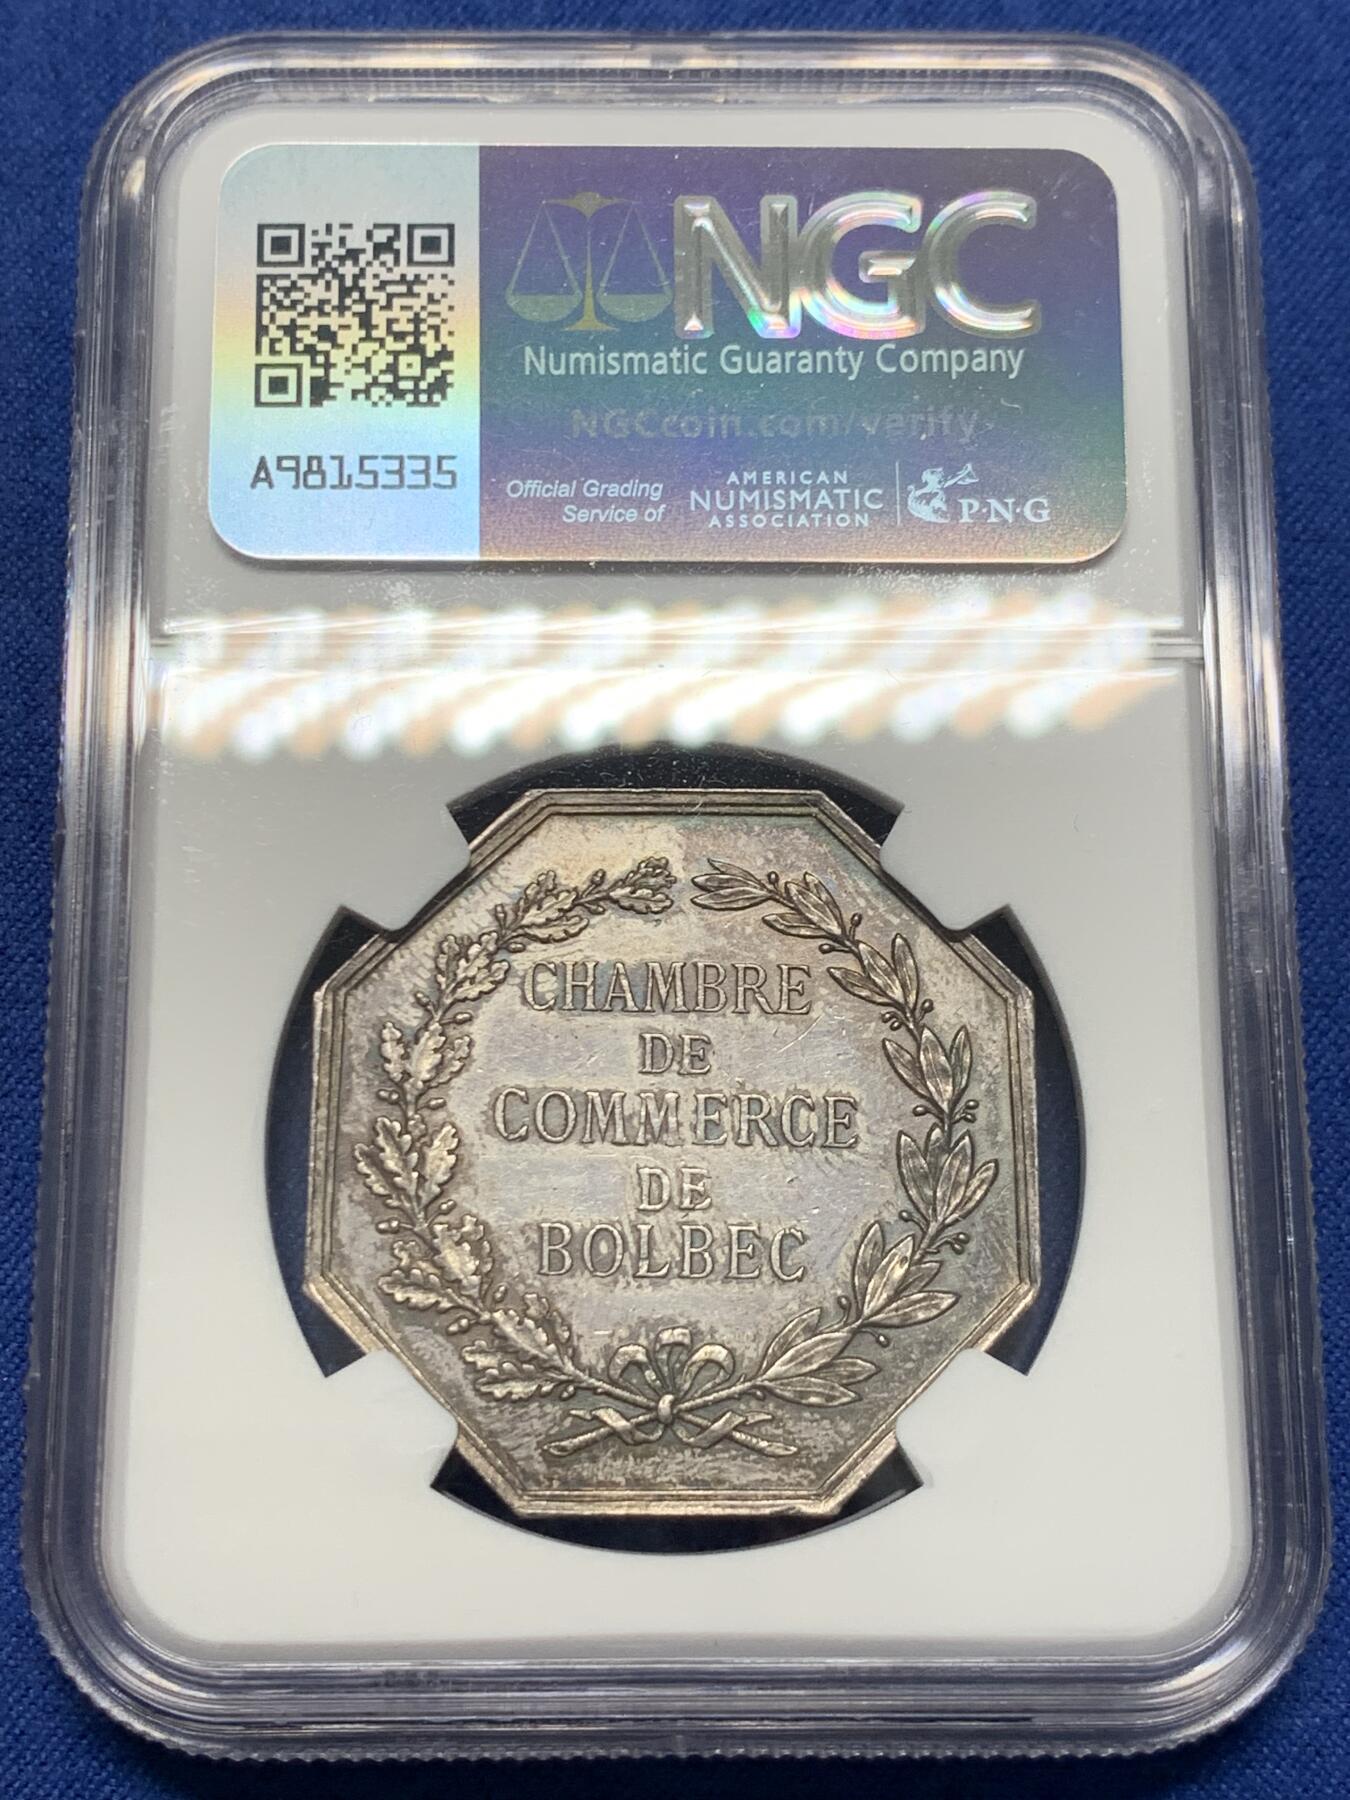 NGC
Numismatic Guaranty Company
NGCcoin.com/verify
A9815335
Official Grading
Service of
AMERICAN
NUMISMATIC
ASSOCIATION
P·N·G
CHAMBRE
DE
COMMERCE
DE
BOLBEC